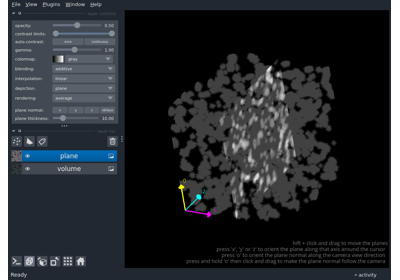 File View Plugins Window Help
layer controls
opacity: 0.50
contrast limits:
auto-contrast: once continuous
gamma: 1.00
colormap: gray
blending: additive
interpolation: linear
depiction: plane
rendering: average
plane normal: x y z oblique
plane thickness: 10.00
plane
volume
hift + click and drag to move the planes
press 'x', 'y' or 'z' to orient the plane along that axis around the cursor
press 'o' to orient the plane normal along the camera view direction
press and hold 'o' then click and drag to make the plane normal follow the camera
Ready
activity